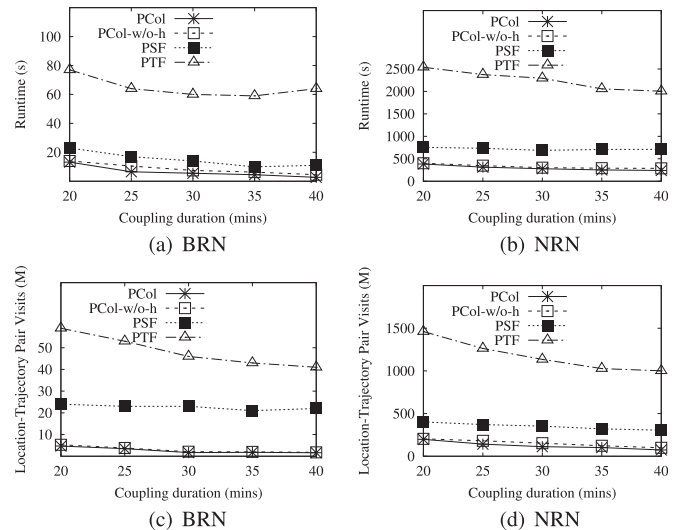 PCol
PCol-w/o-h
PSF
PTF
Runtime (s)
120
100
80
60
40
20
20 25 30 35 40
Coupling duration (mins)
(a) BRN
PCol
PCol-w/o-h
PSF
PTF
Runtime (s)
2500
2000
1500
1000
500
0
20 25 30 35 40
Coupling duration (mins)
(b) NRN
PCol
PCol-w/o-h
PSF
PTF
Location-Trajectory Pair Visits (M)
50
40
30
20
10
20 25 30 35 40
Coupling duration (mins)
(c) BRN
PCol
PCol-w/o-h
PSF
PTF
Location-Trajectory Pair Visits (M)
1500
1000
500
0
20 25 30 35 40
Coupling duration (mins)
(d) NRN